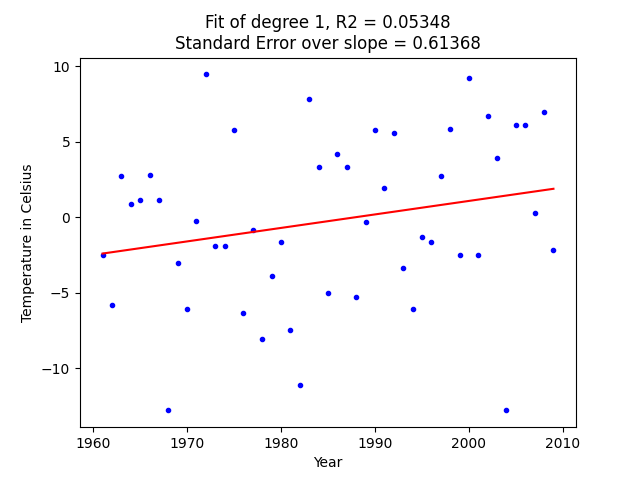 Fit of degree 1, R2 = 0.05348
Standard Error over slope = 0.61368
10
5
0
−5
−10
Temperature in Celsius
1960 1970 1980 1990 2000 2010
Year